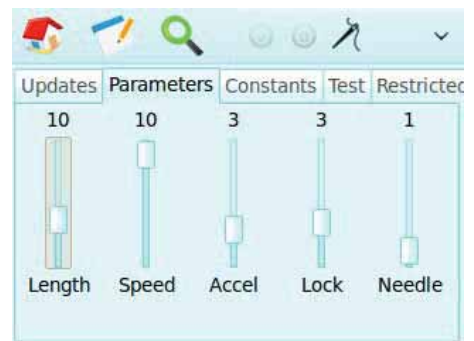 Updates Parameters Constants Test Restricted
10 10 3 3 1
Length Speed Accel Lock Needle